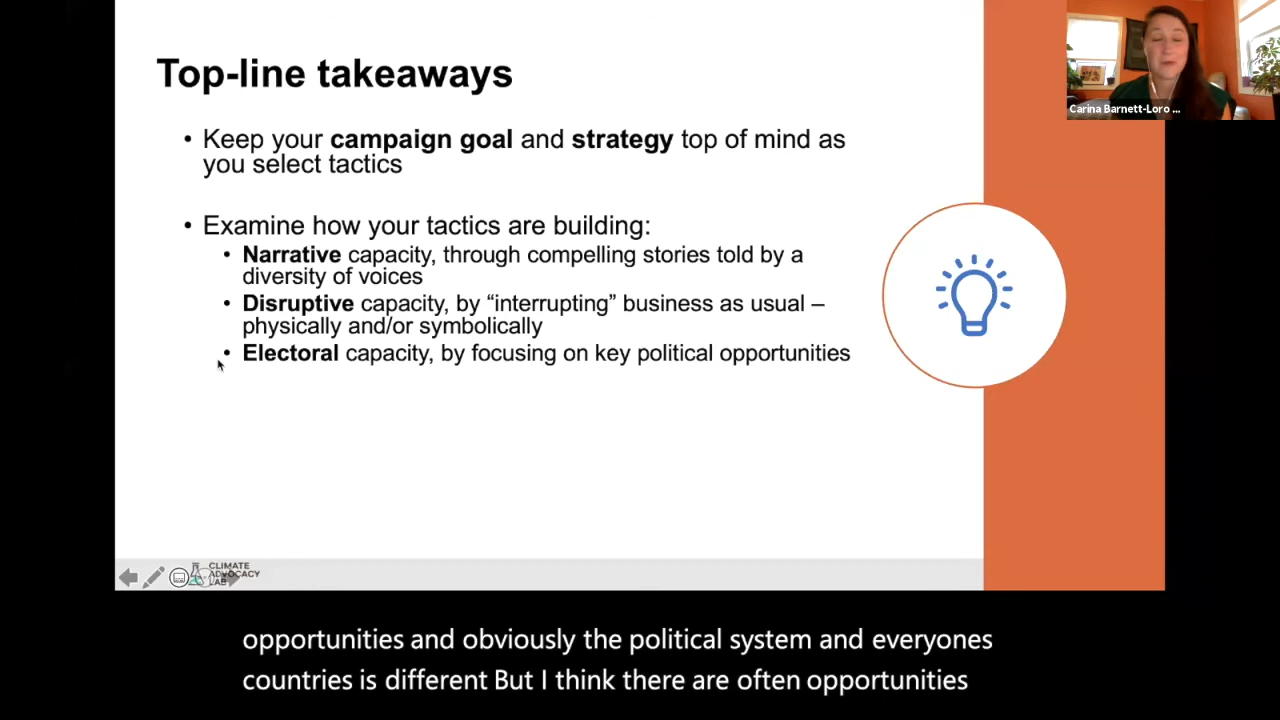 Top-line takeaways
• Keep your campaign goal and strategy top of mind as
you select tactics
• Examine how your tactics are building:
• Narrative capacity, through compelling stories told by a
diversity of voices
• Disruptive capacity, by “interrupting” business as usual –
physically and/or symbolically
• Electoral capacity, by focusing on key political opportunities
Carina Barnett-Loro ...
CLIMATE
ADVOCACY
LAB
opportunities and obviously the political system and everyones
countries is different But I think there are often opportunities